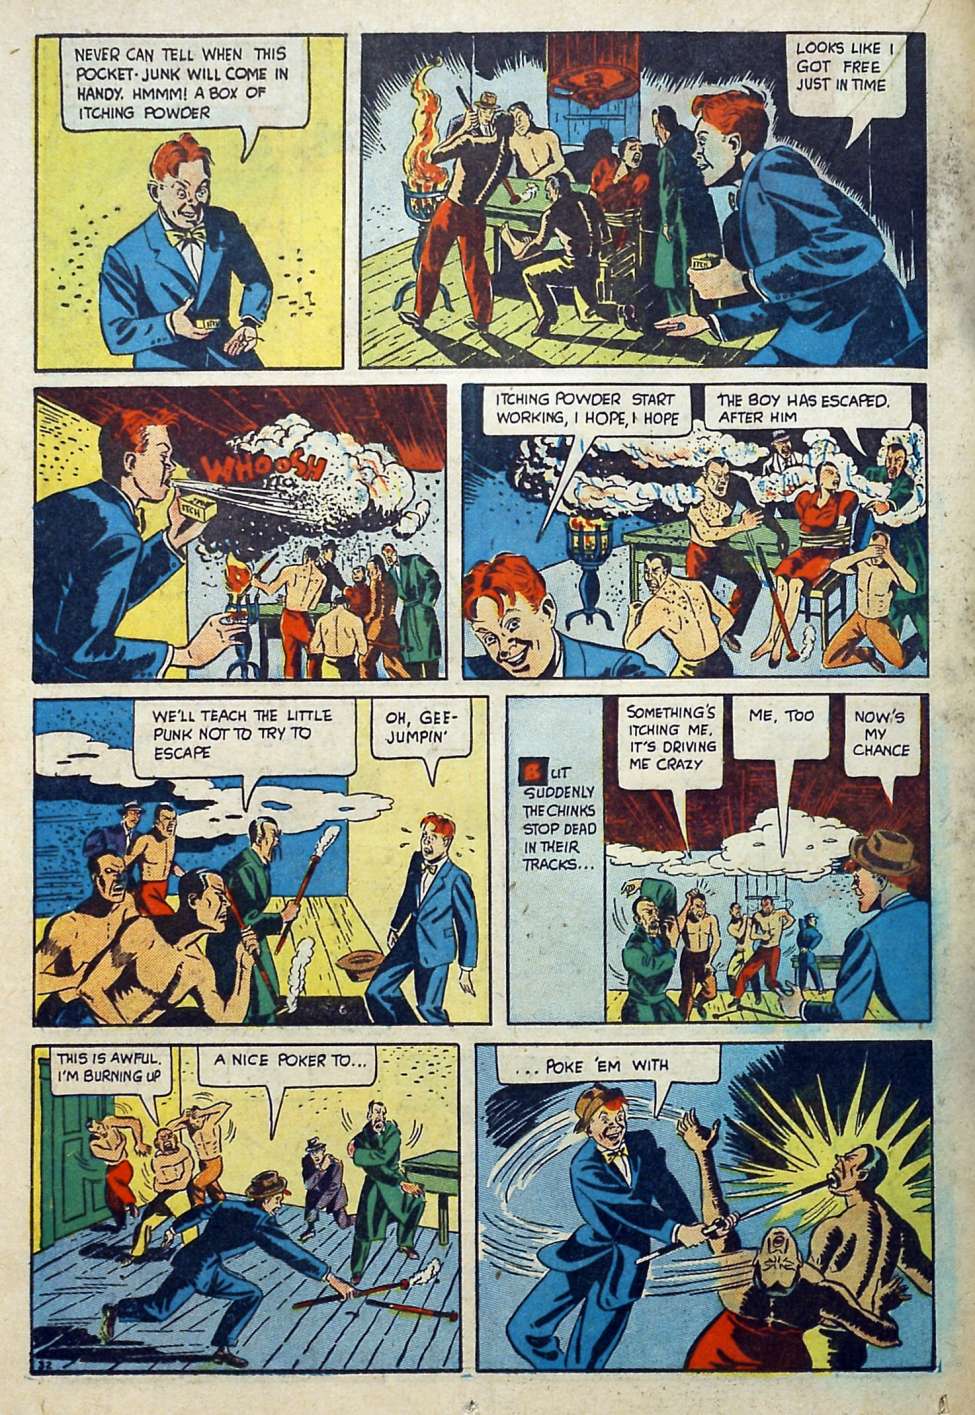 NEVER CAN TELL WHEN THIS
POCKET-JUNK WILL COME IN
HANDY. HMMM! A BOX OF
ITCHING POWDER
ITCH
LOOKS LIKE I
GOT FREE
JUST IN TIME
ITCH
WHOOSH
ITCH
ITCHING POWDER START
WORKING, I HOPE, I HOPE
THE BOY HAS ESCAPED.
AFTER HIM
WE'LL TEACH THE LITTLE
PUNK NOT TO TRY TO
ESCAPE
OH, GEE-
JUMPIN'
BUT
SUDDENLY
THE CHINKS
STOP DEAD
IN THEIR
TRACKS...
SOMETHING'S
ITCHING ME.
IT'S DRIVING
ME CRAZY
ME, TOO
NOW'S
MY
CHANCE
THIS IS AWFUL.
I'M BURNING UP
A NICE POKER TO...
32
...POKE 'EM WITH